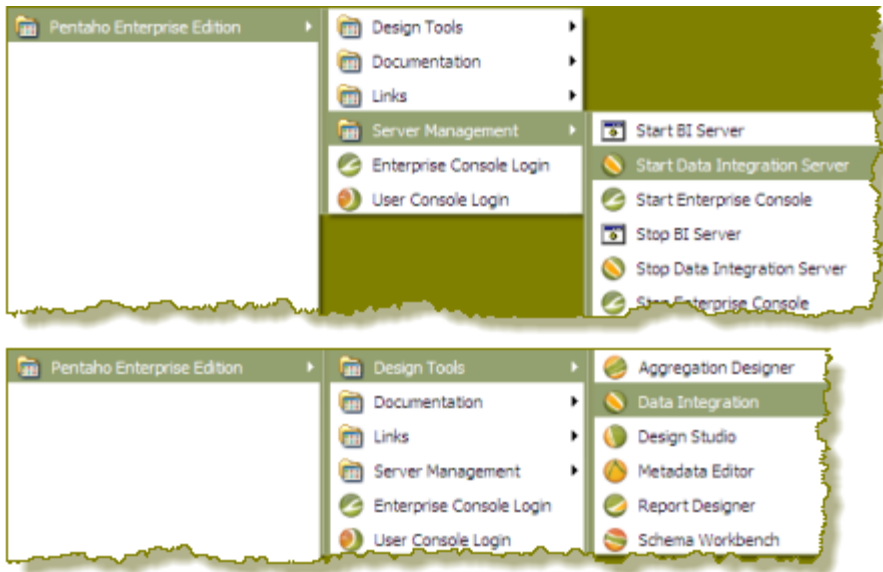 Pentaho Enterprise Edition
Design Tools
Documentation
Links
Server Management
Enterprise Console Login
User Console Login
Start BI Server
Start Data Integration Server
Start Enterprise Console
Stop BI Server
Stop Data Integration Server
Stop Enterprise Console
Pentaho Enterprise Edition
Design Tools
Documentation
Links
Server Management
Enterprise Console Login
User Console Login
Aggregation Designer
Data Integration
Design Studio
Metadata Editor
Report Designer
Schema Workbench